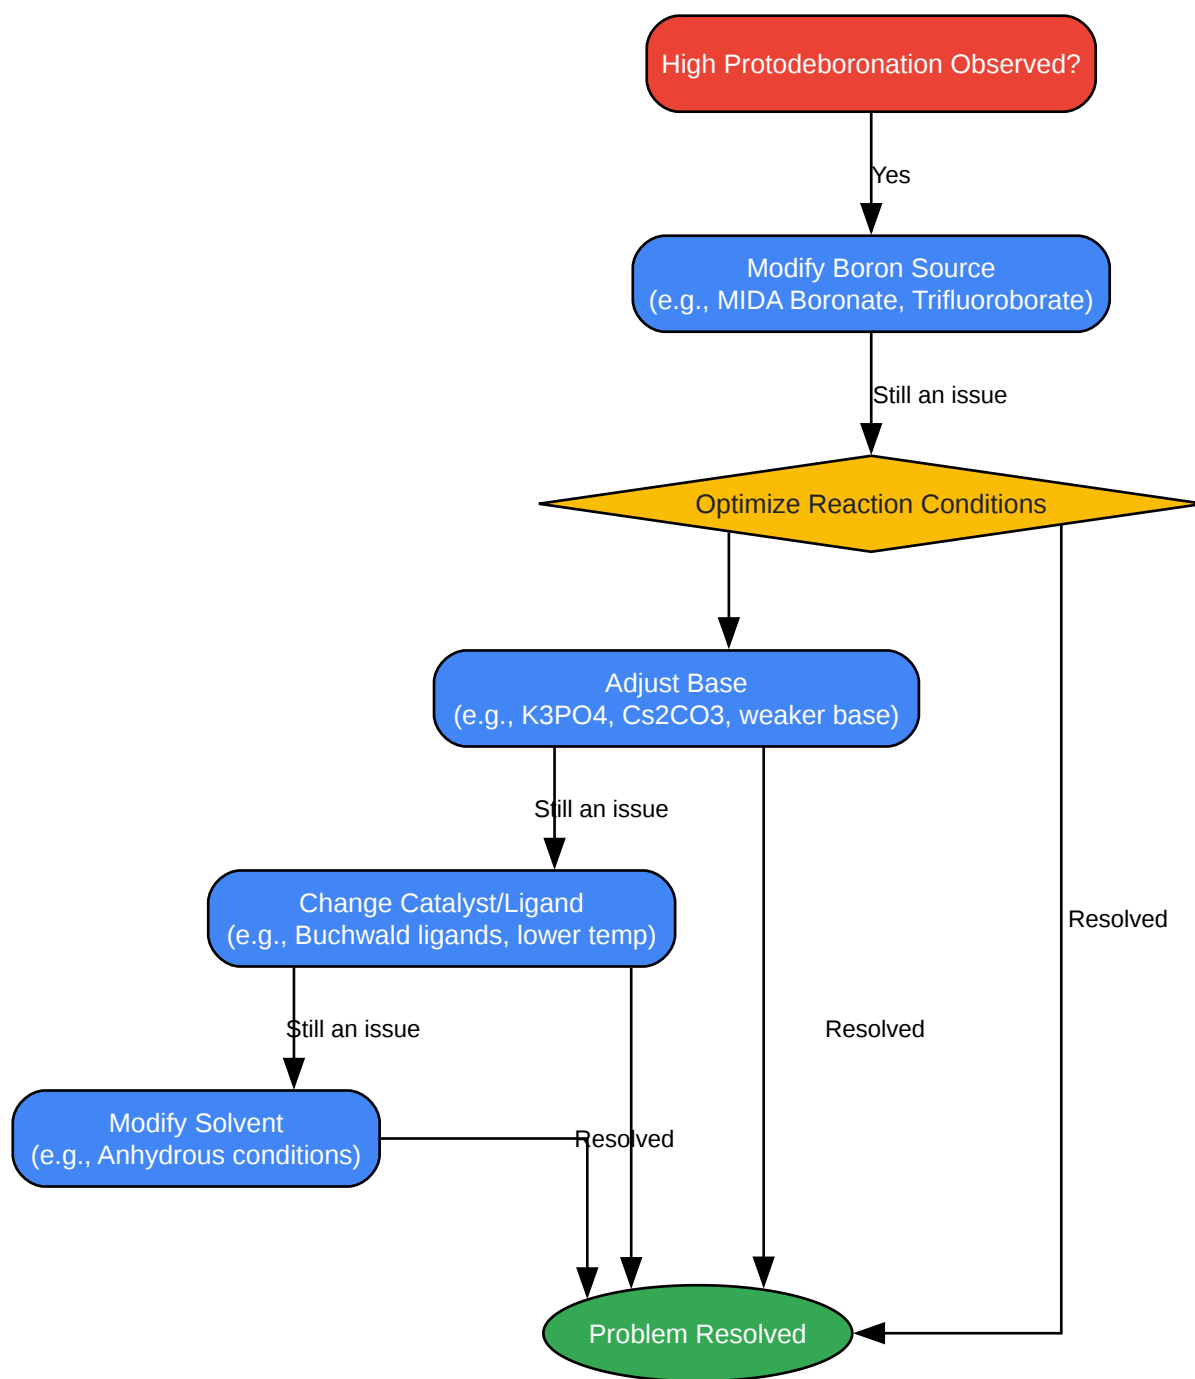 High Protodeboronation Observed?
Yes
Modify Boron Source
(e.g., MIDA Boronate, Trifluoroborate)
Still an issue
Optimize Reaction Conditions
Adjust Base
(e.g., K3PO4, Cs2CO3, weaker base)
Still an issue
Change Catalyst/Ligand
(e.g., Buchwald ligands, lower temp)
Resolved
Still an issue
Resolved
Modify Solvent
(e.g., Anhydrous conditions)
Resolved
Problem Resolved